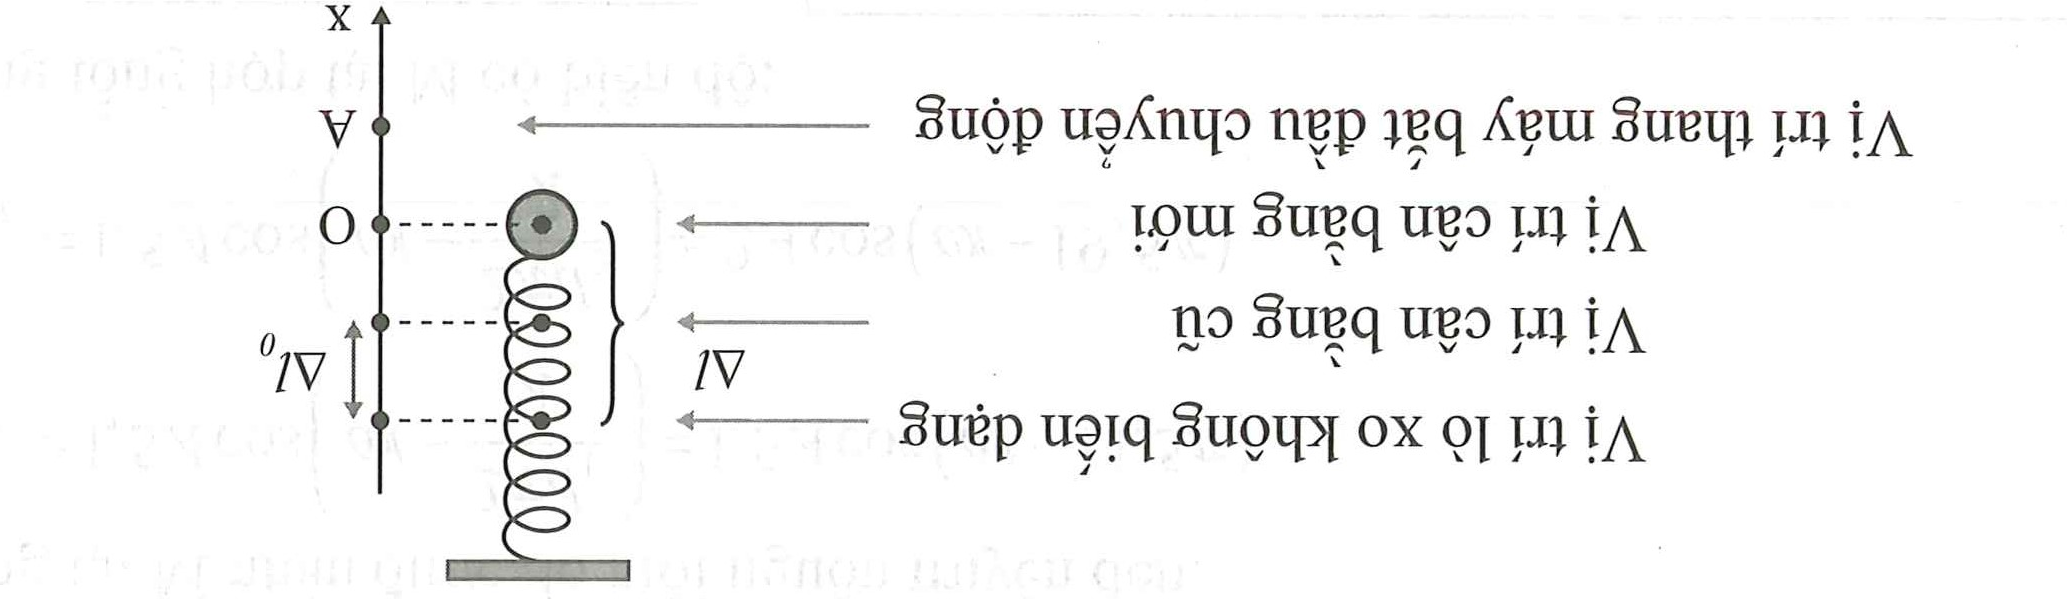 Vị trí lò xo không biến dạng
Δl
Δl₀
Vị trí cân bằng cũ
Vị trí cân bằng mới
O
Vị trí thang máy bắt đầu chuyển động
A
x